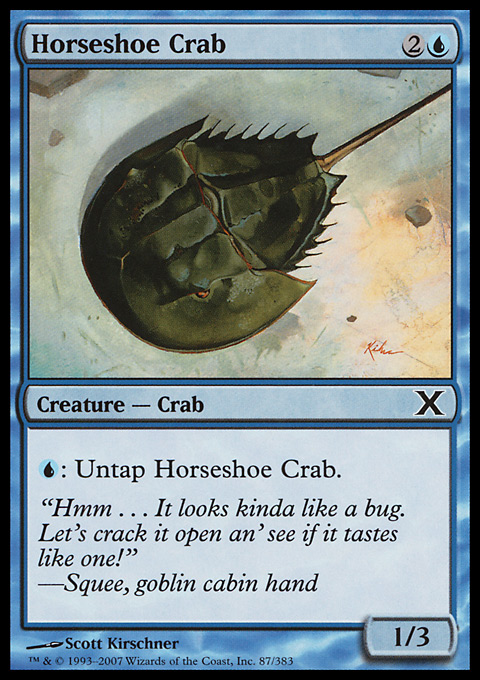 Horseshoe Crab 2
Creature — Crab X
: Untap Horseshoe Crab.
“Hmm . . . It looks kinda like a bug.
Let’s crack it open an’ see if it tastes
like one!”
—Squee, goblin cabin hand
Scott Kirschner
1/3
™ & © 1993–2007 Wizards of the Coast, Inc. 87/383